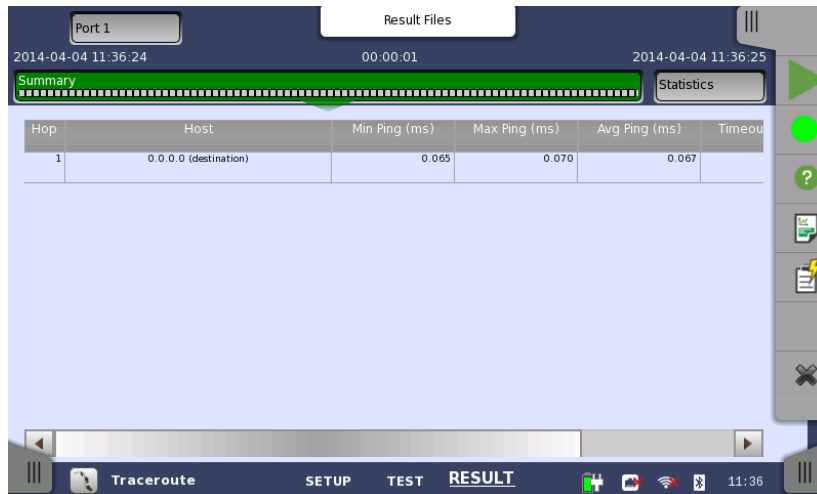 Port 1
Result Files
2014-04-04 11:36:24 00:00:01 2014-04-04 11:36:25
Summary
Statistics
Hop Host Min Ping (ms) Max Ping (ms) Avg Ping (ms) Timeou
1 0.0.0.0 (destination) 0.065 0.070 0.067
?
Traceroute SETUP TEST RESULT 11:36